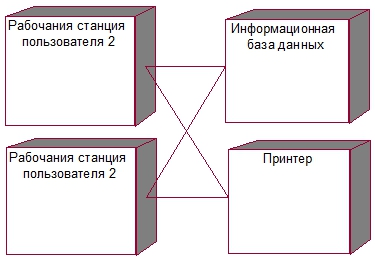 Рабочания станция
пользователя 2
Информационная
база данных
Рабочания станция
пользователя 2
Принтер